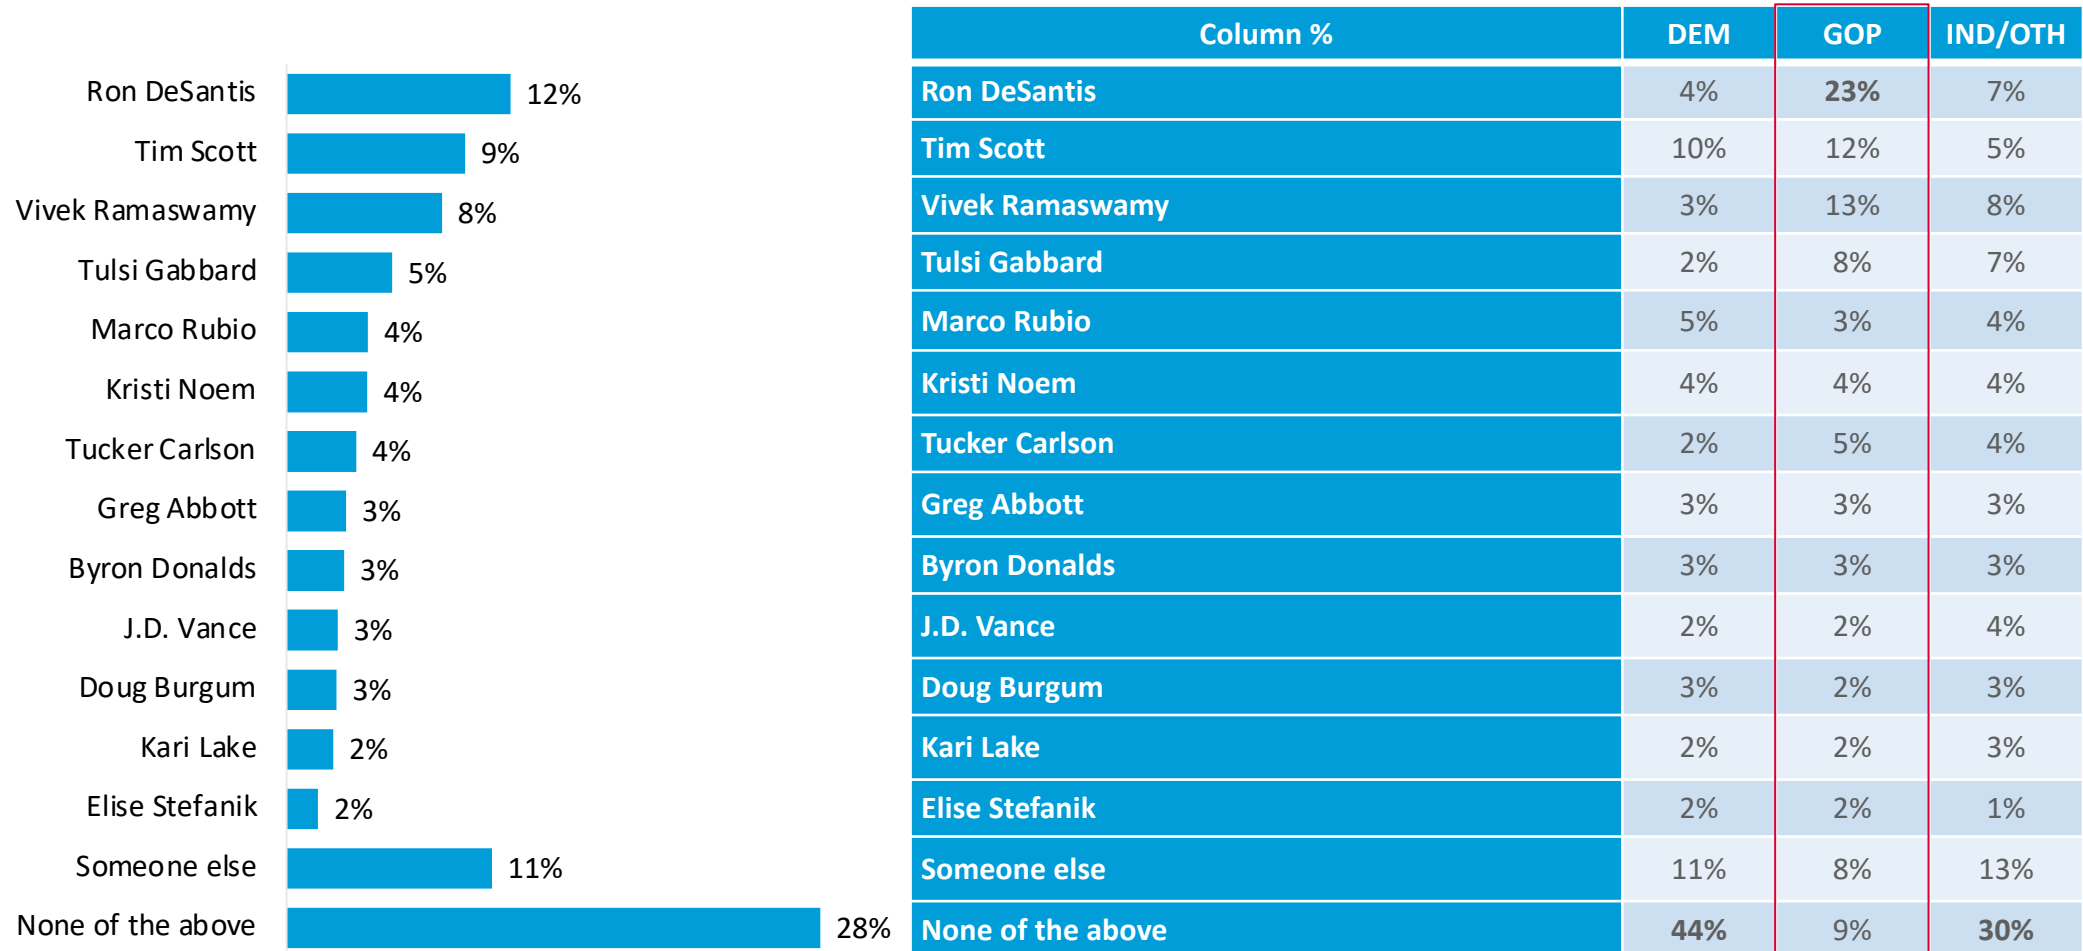 Column % DEM GOP IND/OTH
Ron DeSantis 12% Ron DeSantis 4% 23% 7%
Tim Scott 9% Tim Scott 10% 12% 5%
Vivek Ramaswamy 8% Vivek Ramaswamy 3% 13% 8%
Tulsi Gabbard 5% Tulsi Gabbard 2% 8% 7%
Marco Rubio 4% Marco Rubio 5% 3% 4%
Kristi Noem 4% Kristi Noem 4% 4% 4%
Tucker Carlson 4% Tucker Carlson 2% 5% 4%
Greg Abbott 3% Greg Abbott 3% 3% 3%
Byron Donalds 3% Byron Donalds 3% 3% 3%
J.D. Vance 3% J.D. Vance 2% 2% 4%
Doug Burgum 3% Doug Burgum 3% 2% 3%
Kari Lake 2% Kari Lake 2% 2% 3%
Elise Stefanik 2% Elise Stefanik 2% 2% 1%
Someone else 11% Someone else 11% 8% 13%
None of the above 28% None of the above 44% 9% 30%